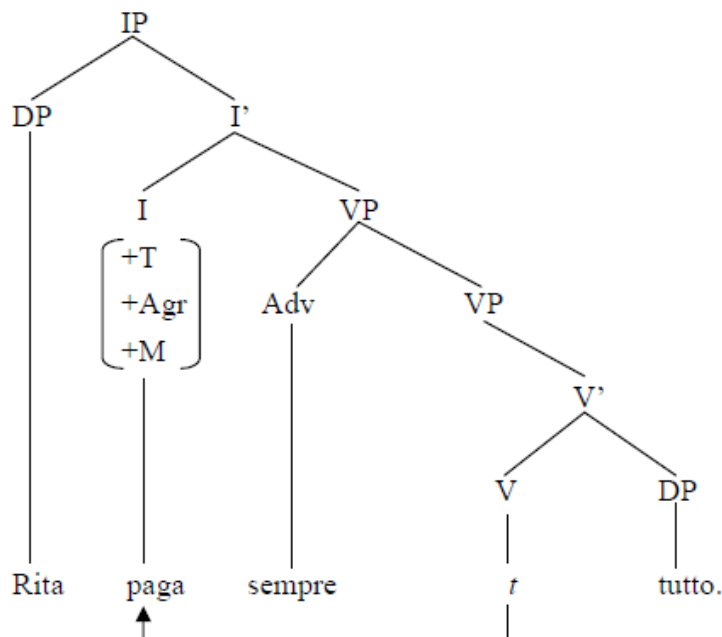 IP
DP I’
I VP
+T
+Agr Adv VP
+M
V’
V DP
Rita paga sempre t tutto.